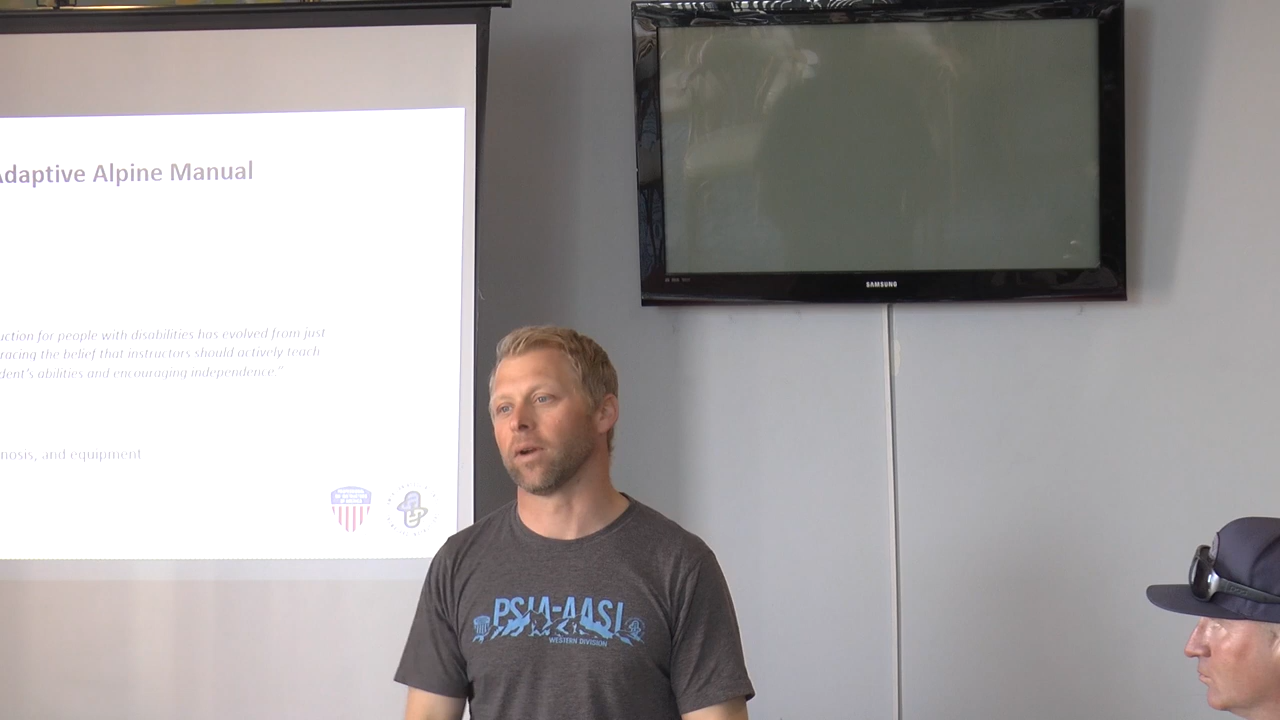 Adaptive Alpine Manual
uction for people with disabilities has evolved from just
racing the belief that instructors should actively teach
dent's abilities and encouraging independence."
nosis, and equipment
SAMSUNG
PSIA-AASI
WESTERN DIVISION